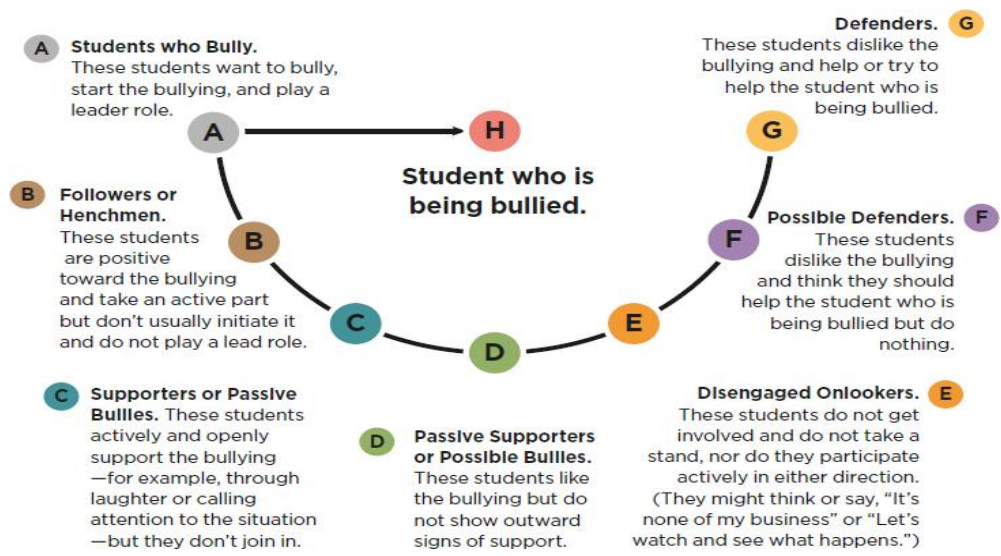 A
Students who Bully.
These students want to bully,
start the bullying, and play a
leader role.
Defenders.
G
These students dislike the
bullying and help or try to
help the student who is
being bullied.
A
H
G
Student who is
being bullied.
B
Followers or
Henchmen.
These students
are positive
toward the bullying
and take an active part
but don't usually initiate it
and do not play a lead role.
B
F
Possible Defenders.
F
These students
dislike the bullying
and think they should
help the student who is
being bullied but do
nothing.
C
D
E
C
Supporters or Passive
Bullies. These students
actively and openly
support the bullying
—for example, through
laughter or calling
attention to the situation
—but they don't join in.
D
Passive Supporters
or Possible Bullies.
These students like
the bullying but do
not show outward
signs of support.
Disengaged Onlookers.
E
These students do not get
involved and do not take a
stand, nor do they participate
actively in either direction.
(They might think or say, “It’s
none of my business” or “Let’s
watch and see what happens.”)